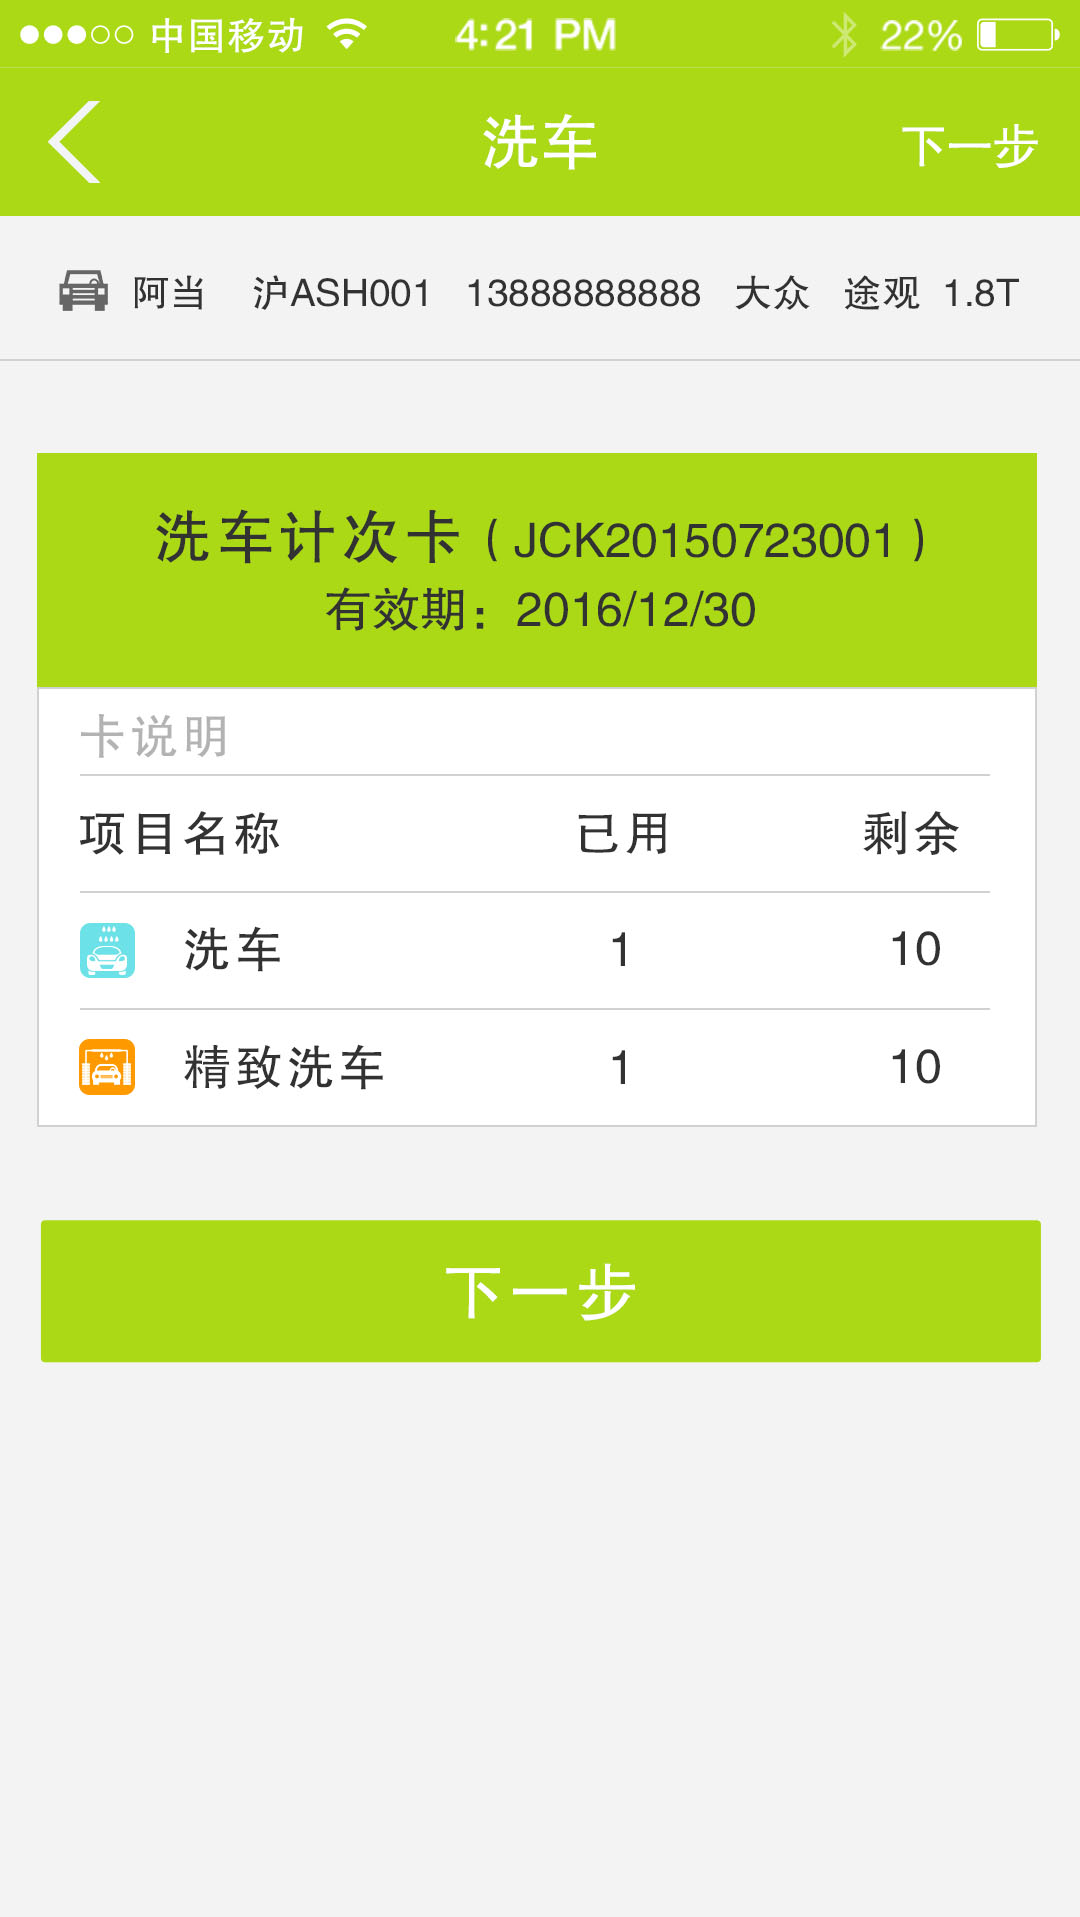 中国移动 4:21 PM 22%
洗车 下一步
阿当 沪ASH001 13888888888 大众 途观 1.8T
洗车计次卡（JCK20150723001）
有效期：2016/12/30
卡说明
项目名称 已用 剩余
洗车 1 10
精致洗车 1 10
下一步